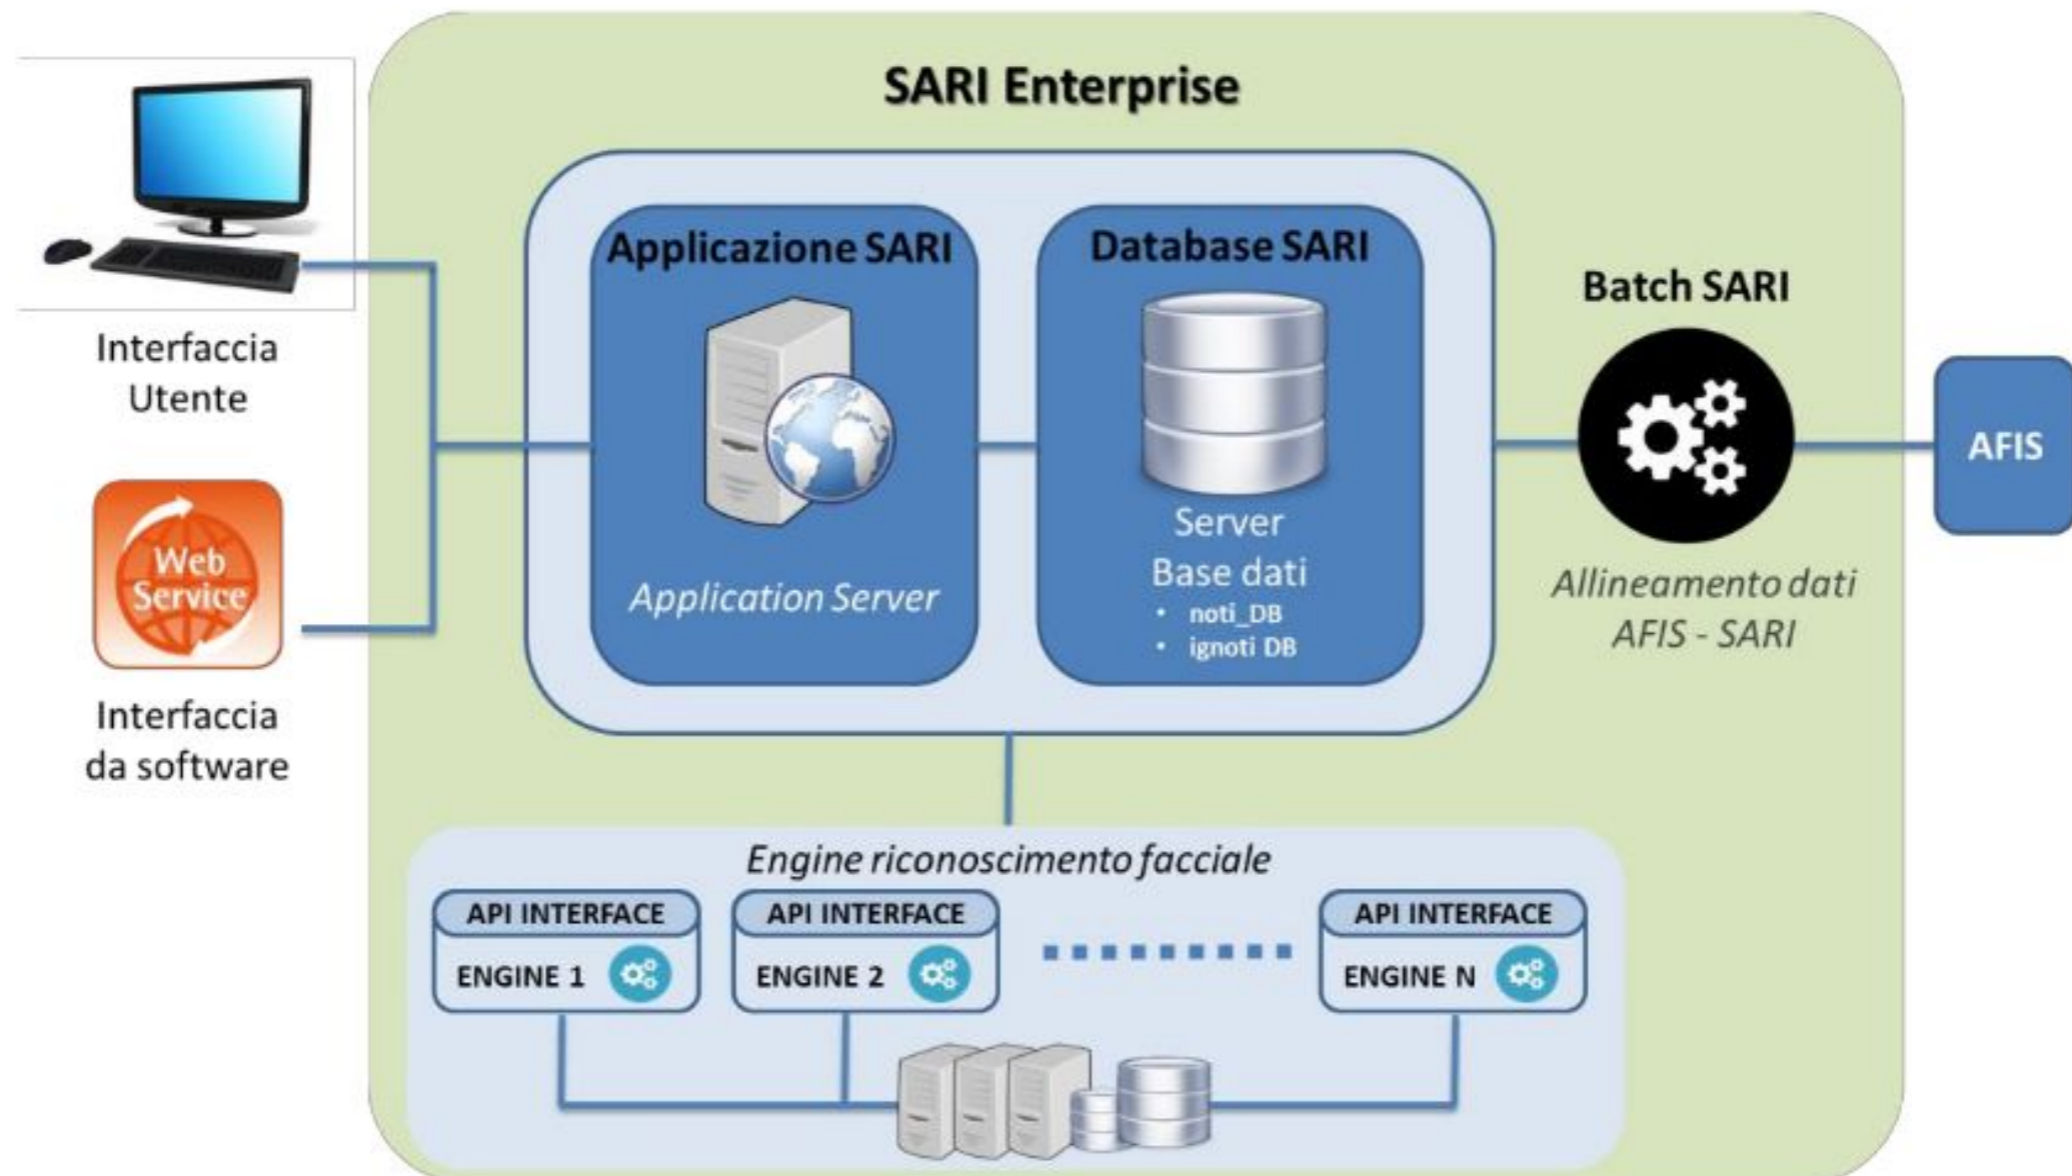 SARI Enterprise
Interfaccia
Utente
Web
Service
Interfaccia
da software
Applicazione SARI
Application Server
Database SARI
Server
Base dati
• noti_DB
• ignoti DB
Batch SARI
Allineamento dati
AFIS - SARI
AFIS
Engine riconoscimento facciale
API INTERFACE
ENGINE 1
API INTERFACE
ENGINE 2
API INTERFACE
ENGINE N